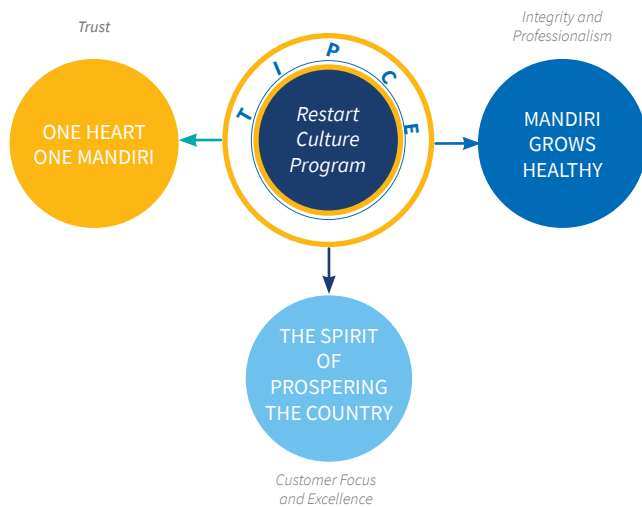 Trust
Integrity and
Professionalism
TIPCE
ONE HEART
ONE MANDIRI
Restart
Culture
Program
MANDIRI
GROWS
HEALTHY
THE SPIRIT
OF
PROSPERING
THE COUNTRY
Customer Focus
and Excellence